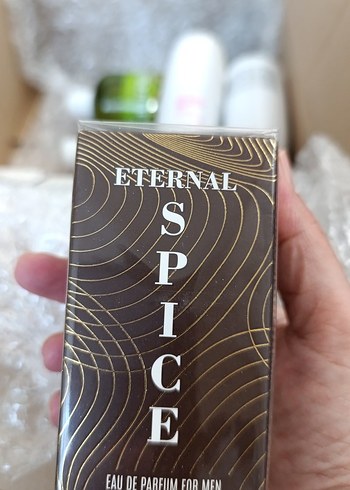 ETERNAL
SPICE
EAU DE PARFUM FOR MEN